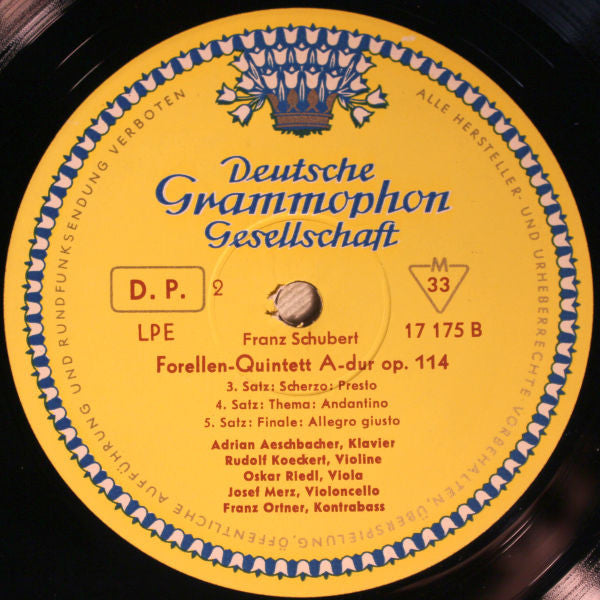 ALLE HERSTELLER- UND URHEBERRECHTE VORBEHALTEN, ÜBERSPIELUNG, ÖFFENTLICHE AUFFÜHRUNG UND RUNDFUNKSENDUNG VERBOTEN
Deutsche
Grammophon
Gesellschaft
D. P. 2
M
33
LPE
17 175 B
Franz Schubert
Forellen-Quintett A-dur op. 114
3. Satz: Scherzo: Presto
4. Satz: Thema: Andantino
5. Satz: Finale: Allegro giusto
Adrian Aeschbacher, Klavier
Rudolf Koeckert, Violine
Oskar Riedl, Viola
Josef Merz, Violoncello
Franz Ortner, Kontrabass